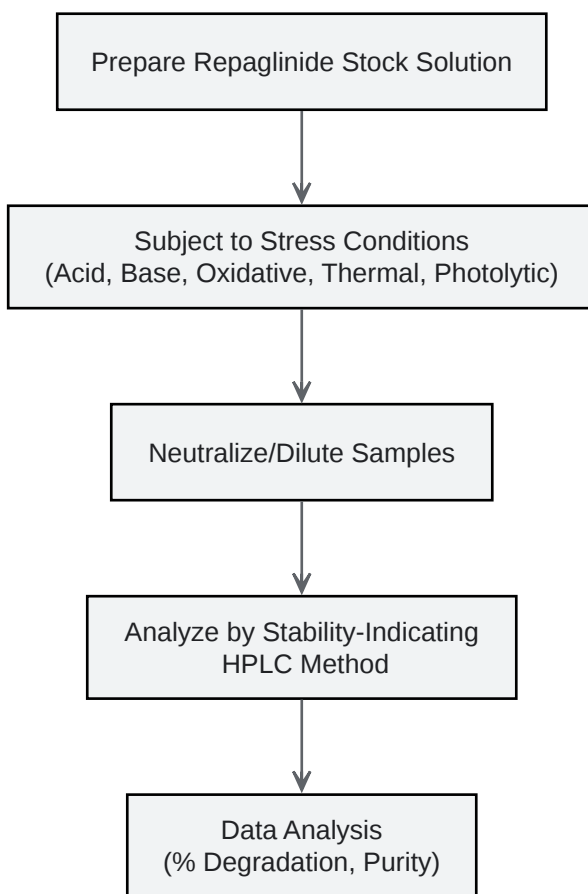 Prepare Repaglinide Stock Solution
Subject to Stress Conditions
(Acid, Base, Oxidative, Thermal, Photolytic)
Neutralize/Dilute Samples
Analyze by Stability-Indicating
HPLC Method
Data Analysis
(% Degradation, Purity)